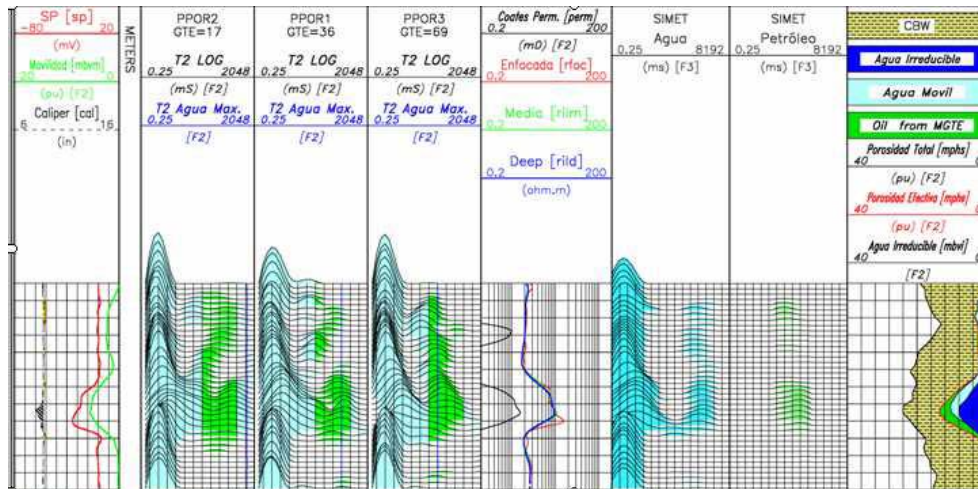 SP [sp]
-80 20
(mV)
Movilidad [mbvm]
20 0
(pu) [F2]
Caliper [cal]
6 16
(in)
METERS
PPOR2
GTE=17
T2 LOG
0.25 2048
(mS) [F2]
T2 Agua Max.
0.25 2048
[F2]
PPOR1
GTE=36
T2 LOG
0.25 2048
(mS) [F2]
T2 Agua Max.
0.25 2048
[F2]
PPOR3
GTE=69
T2 LOG
0.25 2048
(mS) [F2]
T2 Agua Max.
0.25 2048
[F2]
Coates Perm. [perm]
0.2 200
(mD) [F2]
Enfocada [rfoc]
0.2 200
Media [rlim]
0.2 200
Deep [rild]
0.2 200
(ohm.m)
SIMET
Agua
0.25 8192
(ms) [F3]
SIMET
Petróleo
0.25 8192
(ms) [F3]
CBW
Agua Irreducible
Agua Movil
Oil from MGTE
Porosidad Total [mphs]
40
(pu) [F2]
Porosidad Efectiva [mphe]
40
(pu) [F2]
Agua Irreducible [mbvi]
40
[F2]